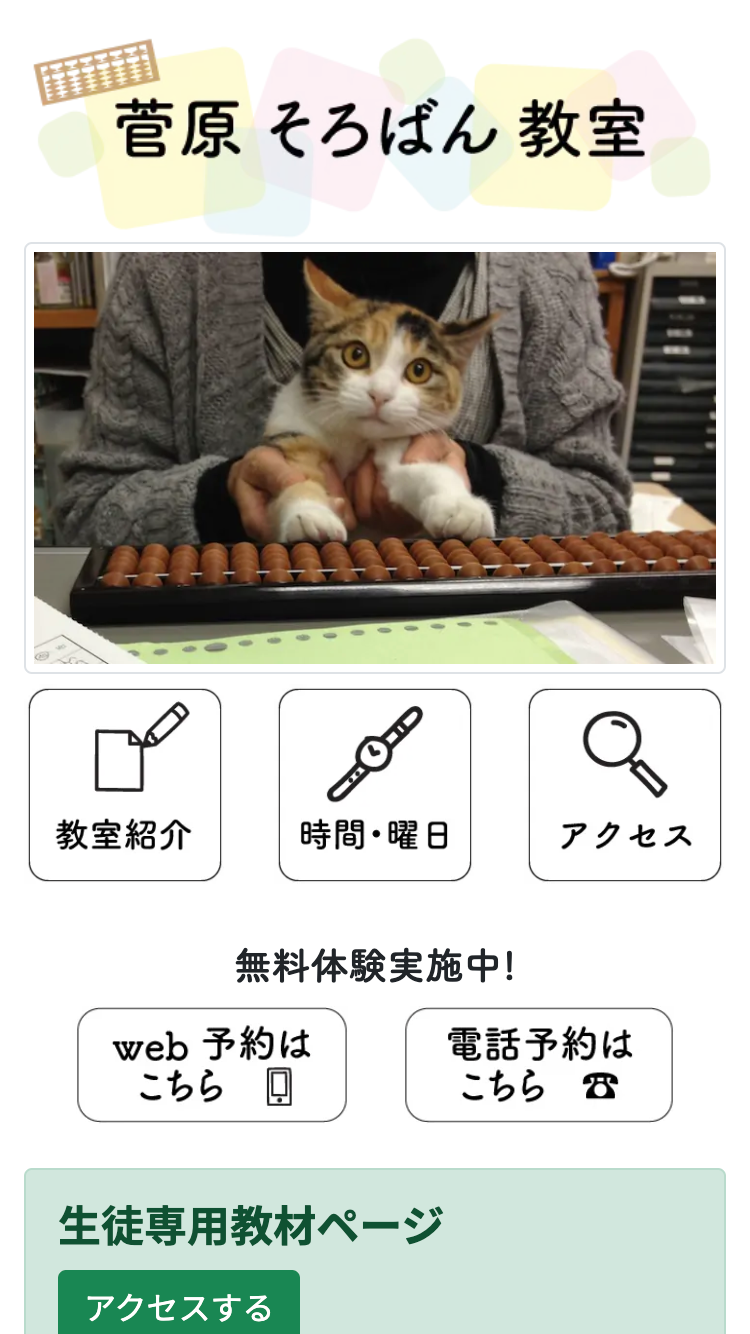 菅原 そろばん 教室
教室紹介
時間・曜日
アクセス
無料体験実施中!
web 予約は
こちら
電話予約は
こちら
生徒専用教材ページ
アクセスする